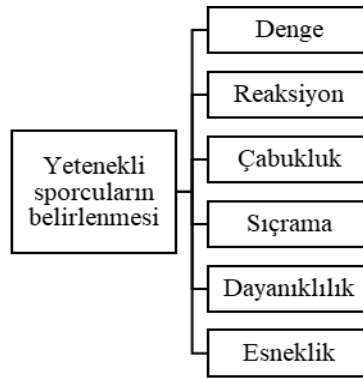 Denge
Reaksiyon
Çabukluk
Yetenekli
sporcuların
belirlenmesi
Sıçrama
Dayanıklılık
Esneklik